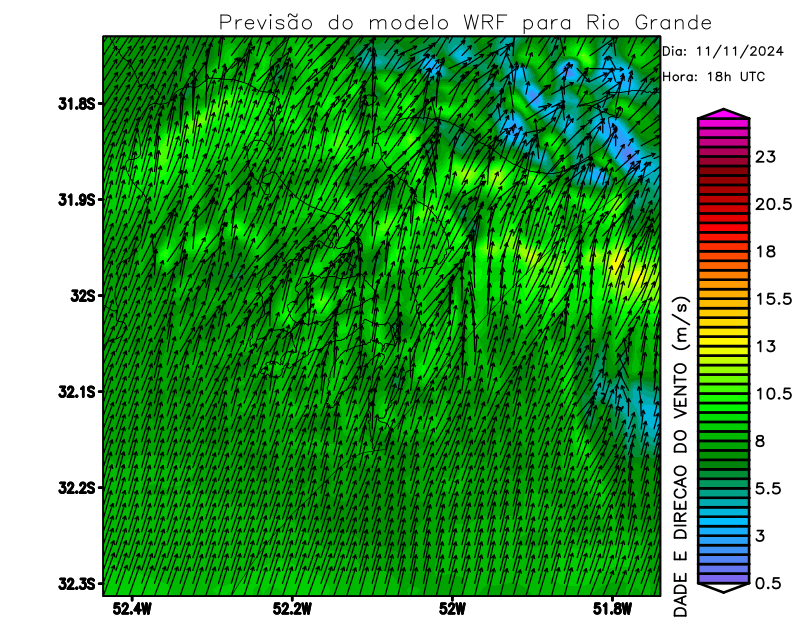 Previsão do modelo WRF para Rio Grande
Dia: 11/11/2024
Hora: 18h UTC
31.8S
31.9S
32S
32.1S
32.2S
32.3S
52.4W
52.2W
52W
51.8W
23
20.5
18
15.5
13
10.5
8
5.5
3
0.5
DADE E DIRECAO DO VENTO (m/s)